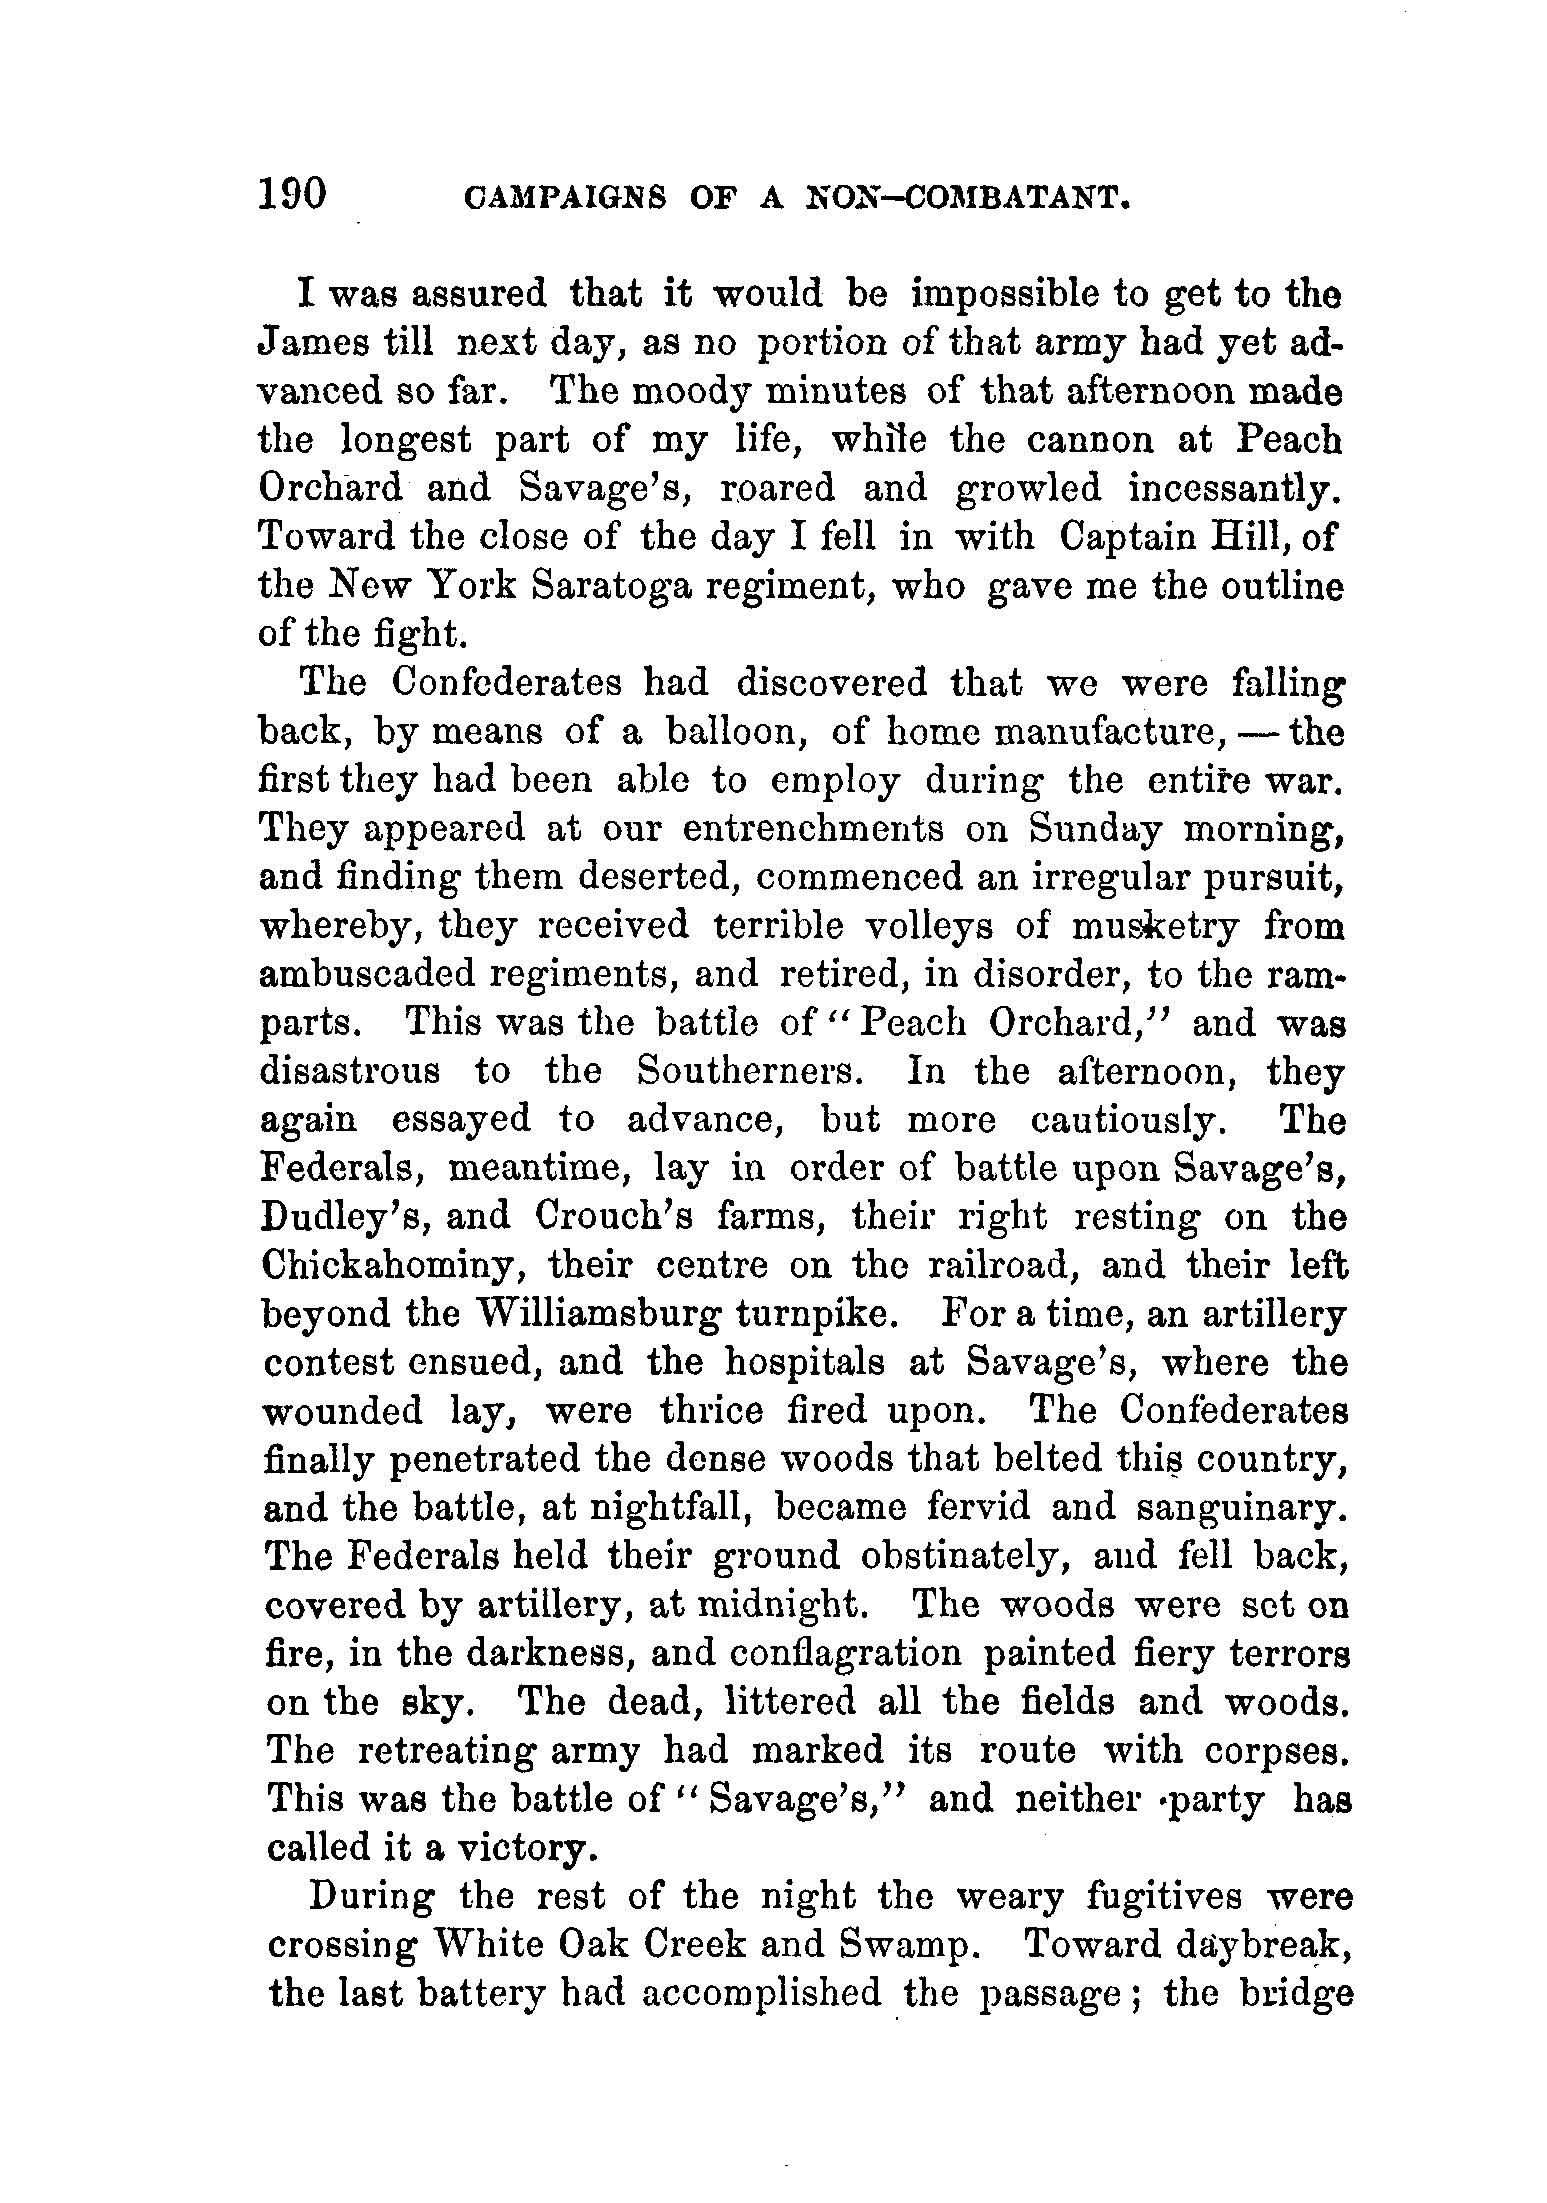 190 CAMPAIGNS OF A NON-COMBATANT.
I was assured that it would be impossible to get to the
James till next day, as no portion of that army had yet ad-
vanced so far. The moody minutes of that afternoon made
the longest part of my life, while the cannon at Peach
Orchard and Savage's, roared and growled incessantly.
Toward the close of the day I fell in with Captain Hill, of
the New York Saratoga regiment, who gave me the outline
of the fight.
The Confederates had discovered that we were falling
back, by means of a balloon, of home manufacture, — the
first they had been able to employ during the entire war.
They appeared at our entrenchments on Sunday morning,
and finding them deserted, commenced an irregular pursuit,
whereby, they received terrible volleys of musketry from
ambuscaded regiments, and retired, in disorder, to the ram-
parts. This was the battle of "Peach Orchard," and was
disastrous to the Southerners. In the afternoon, they
again essayed to advance, but more cautiously. The
Federals, meantime, lay in order of battle upon Savage's,
Dudley's, and Crouch's farms, their right resting on the
Chickahominy, their centre on the railroad, and their left
beyond the Williamsburg turnpike. For a time, an artillery
contest ensued, and the hospitals at Savage's, where the
wounded lay, were thrice fired upon. The Confederates
finally penetrated the dense woods that belted this country,
and the battle, at nightfall, became fervid and sanguinary.
The Federals held their ground obstinately, and fell back,
covered by artillery, at midnight. The woods were set on
fire, in the darkness, and conflagration painted fiery terrors
on the sky. The dead, littered all the fields and woods.
The retreating army had marked its route with corpses.
This was the battle of "Savage's," and neither party has
called it a victory.
During the rest of the night the weary fugitives were
crossing White Oak Creek and Swamp. Toward daybreak,
the last battery had accomplished the passage; the bridge